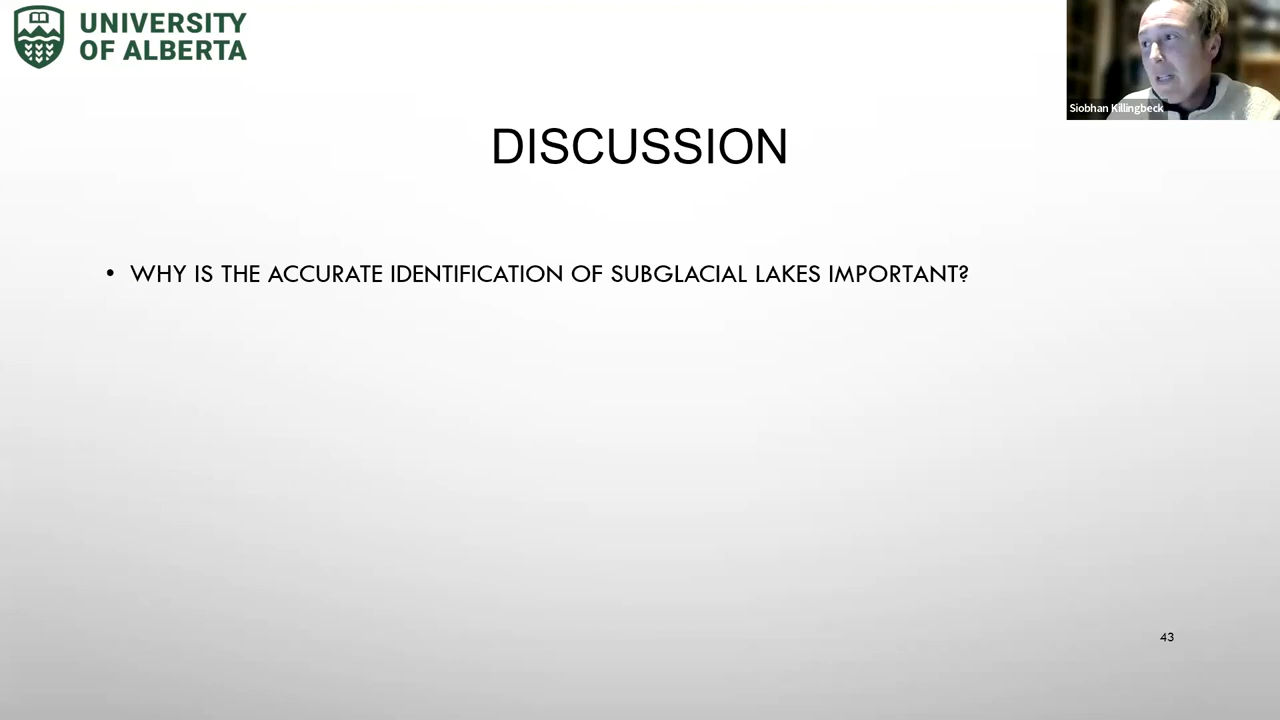 UNIVERSITY
OF ALBERTA
Siobhan Killingbeck
DISCUSSION
• WHY IS THE ACCURATE IDENTIFICATION OF SUBGLACIAL LAKES IMPORTANT?
43